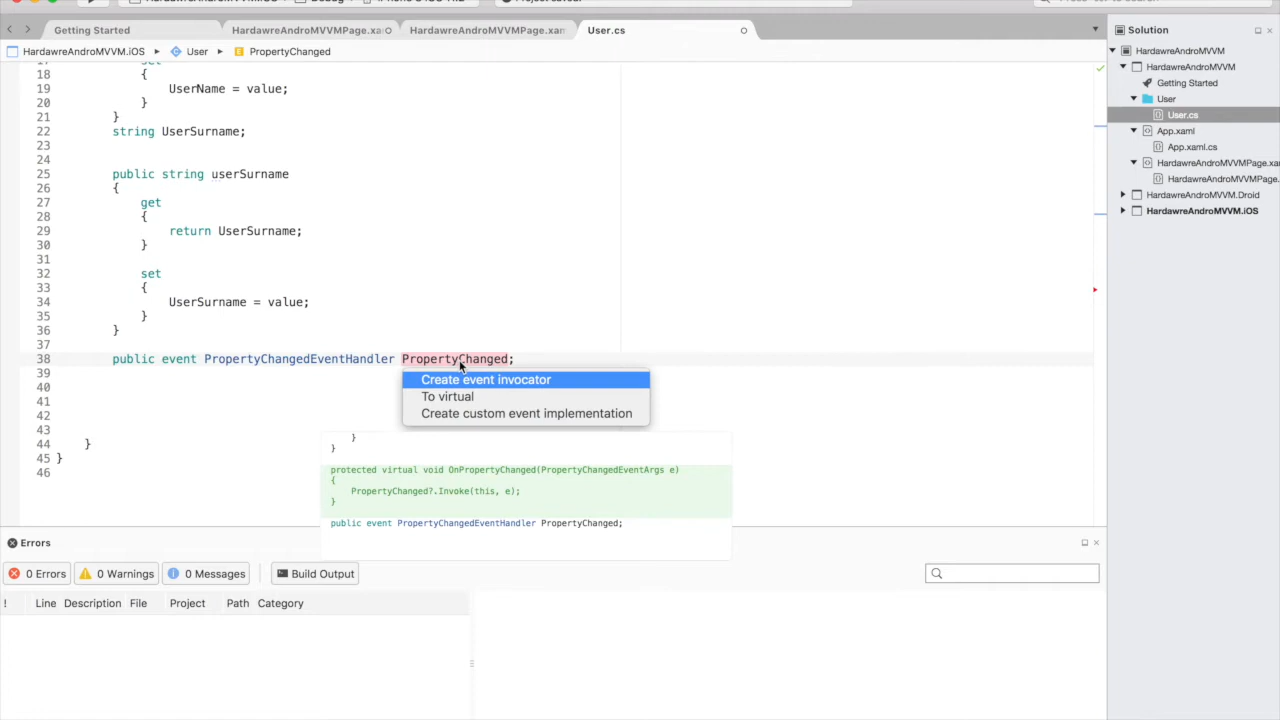 Getting Started
HardawreAndroMVVMPage.xa
HardawreAndroMVVMPage.xam
User.cs
HardawreAndroMVVM.iOS
User
PropertyChanged
18 {
19 UserName = value;
20 }
21 }
22 string UserSurname;
23
24
25 public string userSurname
26 {
27 get
28 {
29 return UserSurname;
30 }
31
32 set
33 {
34 UserSurname = value;
35 }
36 }
37
38 public event PropertyChangedEventHandler PropertyChanged;
39
40
41
42
43
44 }
45 }
46
Create event invocator
To virtual
Create custom event implementation
}
}
protected virtual void OnPropertyChanged(PropertyChangedEventArgs e)
{
PropertyChanged?.Invoke(this, e);
}
public event PropertyChangedEventHandler PropertyChanged;
Errors
0 Errors
0 Warnings
0 Messages
Build Output
! Line Description File Project Path Category
Solution
HardawreAndroMVVM
HardawreAndroMVVM
Getting Started
User
User.cs
App.xaml
App.xaml.cs
HardawreAndroMVVMPage.xa
HardawreAndroMVVMPage.
HardawreAndroMVVM.Droid
HardawreAndroMVVM.iOS